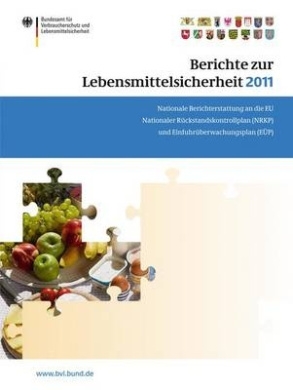 Bundesamt für
Verbraucherschutz und
Lebensmittelsicherheit
Berichte zur
Lebensmittelsicherheit 2011
Nationale Berichterstattung an die EU
Nationaler Rückstandskontrollplan (NRKP)
und Einfuhrüberwachungsplan (EÜP)
www.bvl.bund.de